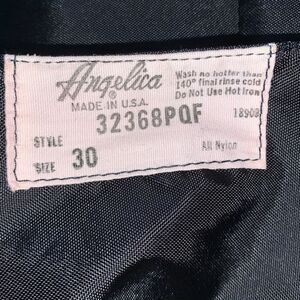 Angelica
®
MADE IN U.S.A.
Wash no hotter than
140° final rinse cold
Do Not Use Hot Iron
32368PQF
STYLE
SIZE 30
All Nylon